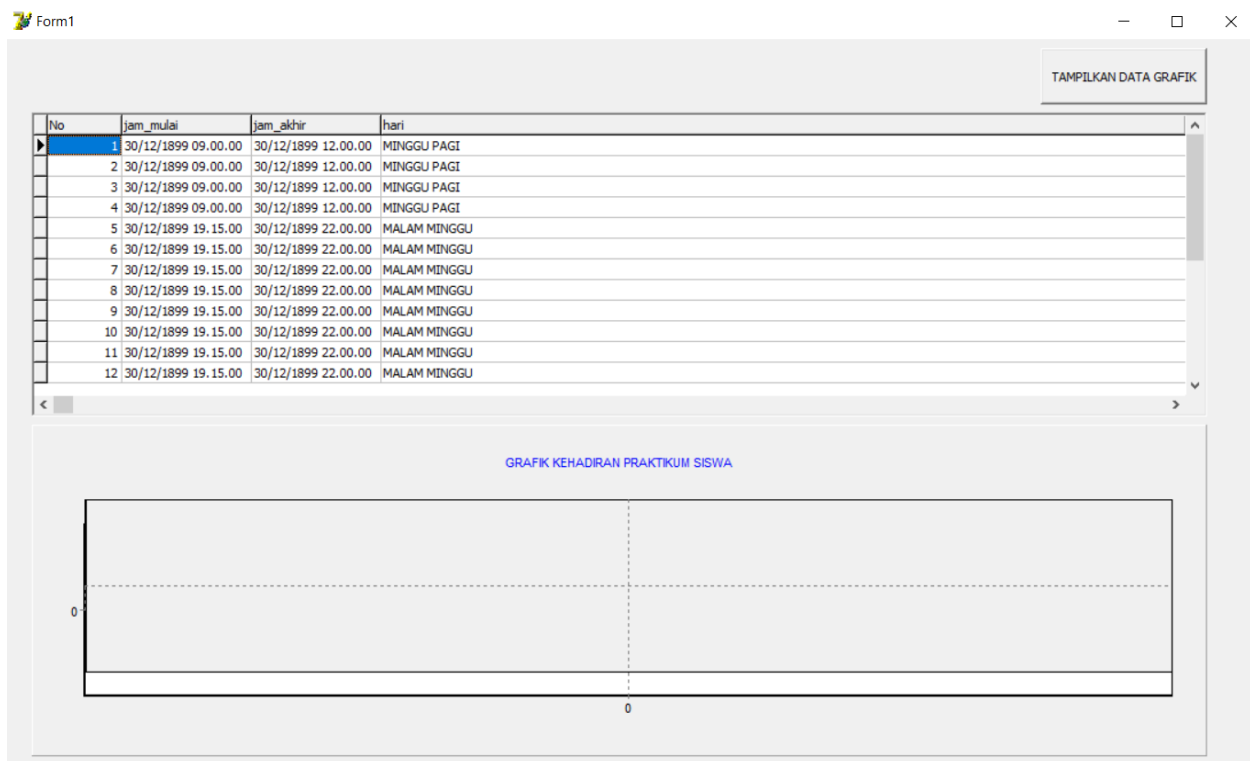 Form1
TAMPILKAN DATA GRAFIK
No jam_mulai jam_akhir hari
1 30/12/1899 09.00.00 30/12/1899 12.00.00 MINGGU PAGI
2 30/12/1899 09.00.00 30/12/1899 12.00.00 MINGGU PAGI
3 30/12/1899 09.00.00 30/12/1899 12.00.00 MINGGU PAGI
4 30/12/1899 09.00.00 30/12/1899 12.00.00 MINGGU PAGI
5 30/12/1899 19.15.00 30/12/1899 22.00.00 MALAM MINGGU
6 30/12/1899 19.15.00 30/12/1899 22.00.00 MALAM MINGGU
7 30/12/1899 19.15.00 30/12/1899 22.00.00 MALAM MINGGU
8 30/12/1899 19.15.00 30/12/1899 22.00.00 MALAM MINGGU
9 30/12/1899 19.15.00 30/12/1899 22.00.00 MALAM MINGGU
10 30/12/1899 19.15.00 30/12/1899 22.00.00 MALAM MINGGU
11 30/12/1899 19.15.00 30/12/1899 22.00.00 MALAM MINGGU
12 30/12/1899 19.15.00 30/12/1899 22.00.00 MALAM MINGGU
GRAFIK KEHADIRAN PRAKTIKUM SISWA
0
0